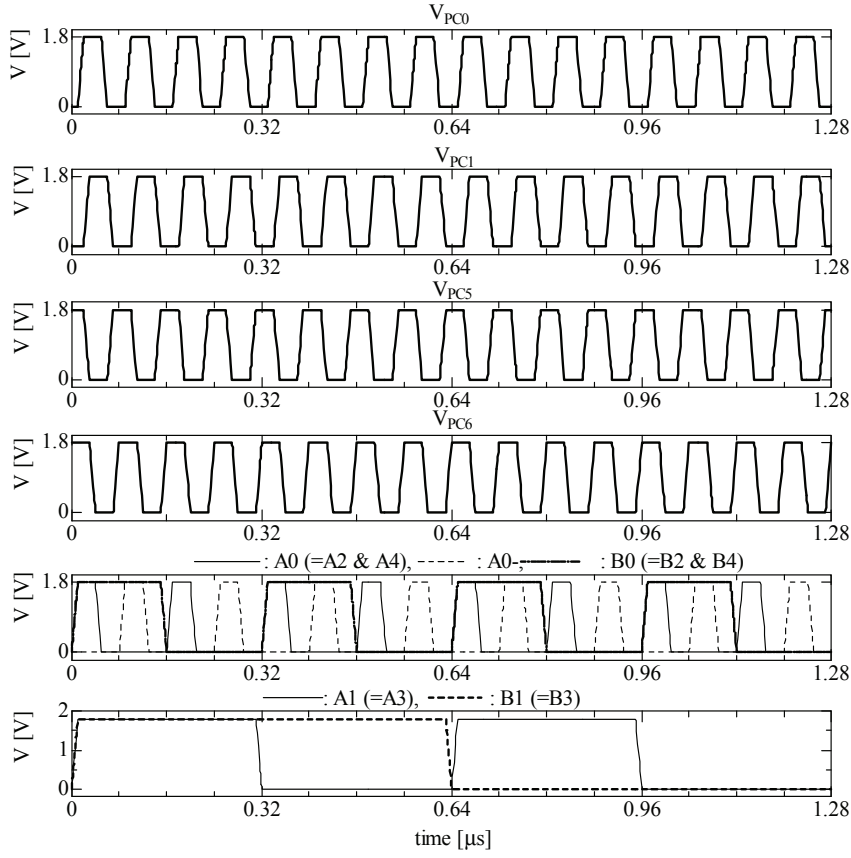 V_PC0
V [V]
1.8
0
0 0.32 0.64 0.96 1.28
V_PC1
V [V]
1.8
0
0 0.32 0.64 0.96 1.28
V_PC5
V [V]
1.8
0
0 0.32 0.64 0.96 1.28
V_PC6
V [V]
1.8
0
0 0.32 0.64 0.96 1.28
: A0 (=A2 & A4), : A0-, : B0 (=B2 & B4)
V [V]
1.8
0
0 0.32 0.64 0.96 1.28
: A1 (=A3), : B1 (=B3)
V [V]
2
1
0
0 0.32 0.64 0.96 1.28
time [μs]